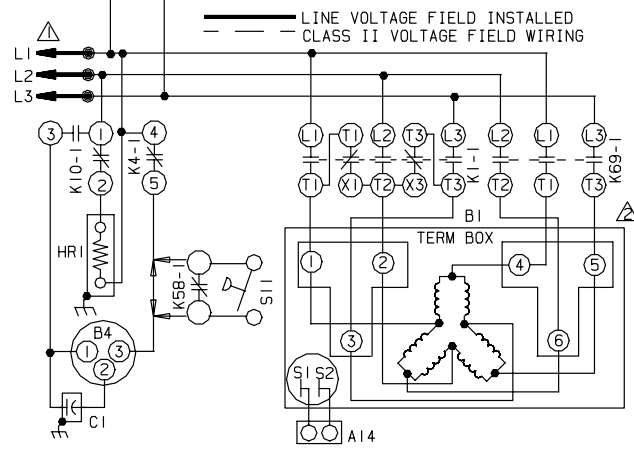 LINE VOLTAGE FIELD INSTALLED
CLASS II VOLTAGE FIELD WIRING
1
L1
L2
L3
3 1 4
K10-1 K4-1
2 5
L1 T1 L2 T3 L3 L2 L1 L3
K1-1 K69-1
T1 X1 T2 X3 T3 T2 T1 T3
2
B1
TERM BOX
HR1
1 2 4 5
K58-1 S11
3 6
B4
1 3
2
S1 S2
C1
A14